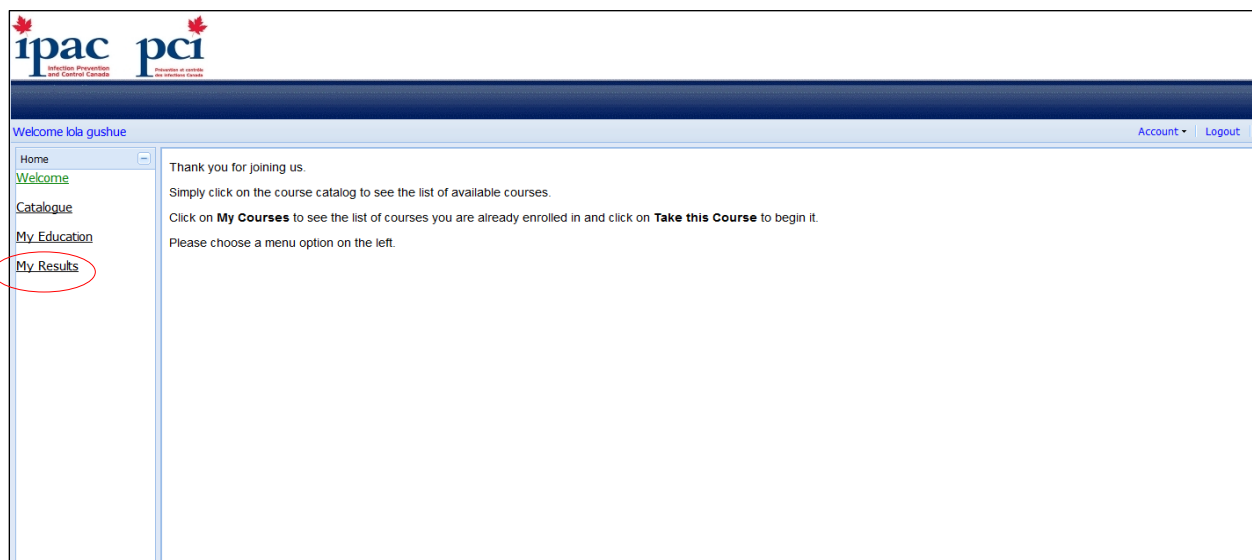 ipac pci
Infection Prevention
and Control Canada
Prévention et contrôle
des infections Canada
Welcome lola gushue
Account
Logout
Home
Welcome
Catalogue
My Education
My Results
Thank you for joining us.
Simply click on the course catalog to see the list of available courses.
Click on My Courses to see the list of courses you are already enrolled in and click on Take this Course to begin it.
Please choose a menu option on the left.